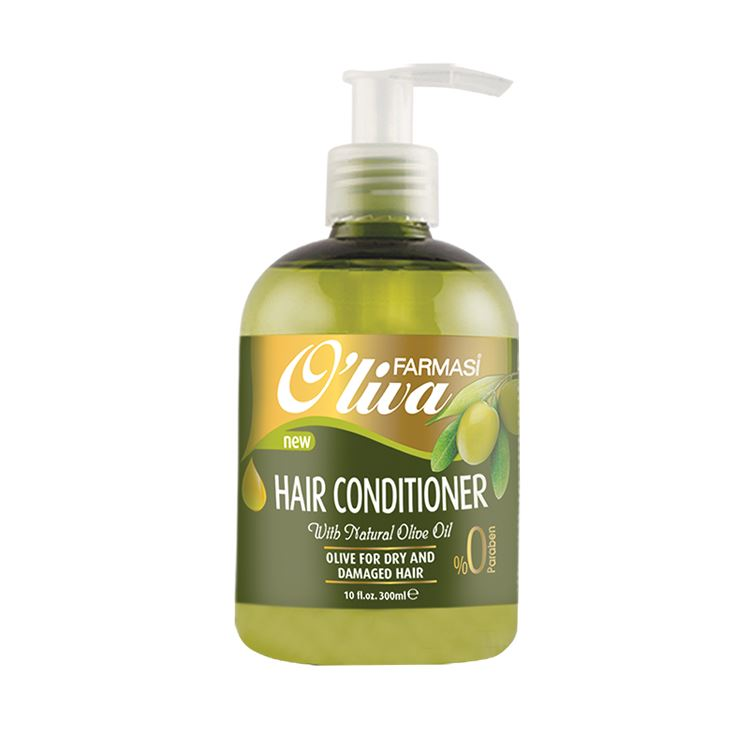 FARMASi®
O'liva
new
HAIR CONDITIONER
With Natural Olive Oil
OLIVE FOR DRY AND
DAMAGED HAIR
%0
Paraben
10 fl.oz. 300ml℮